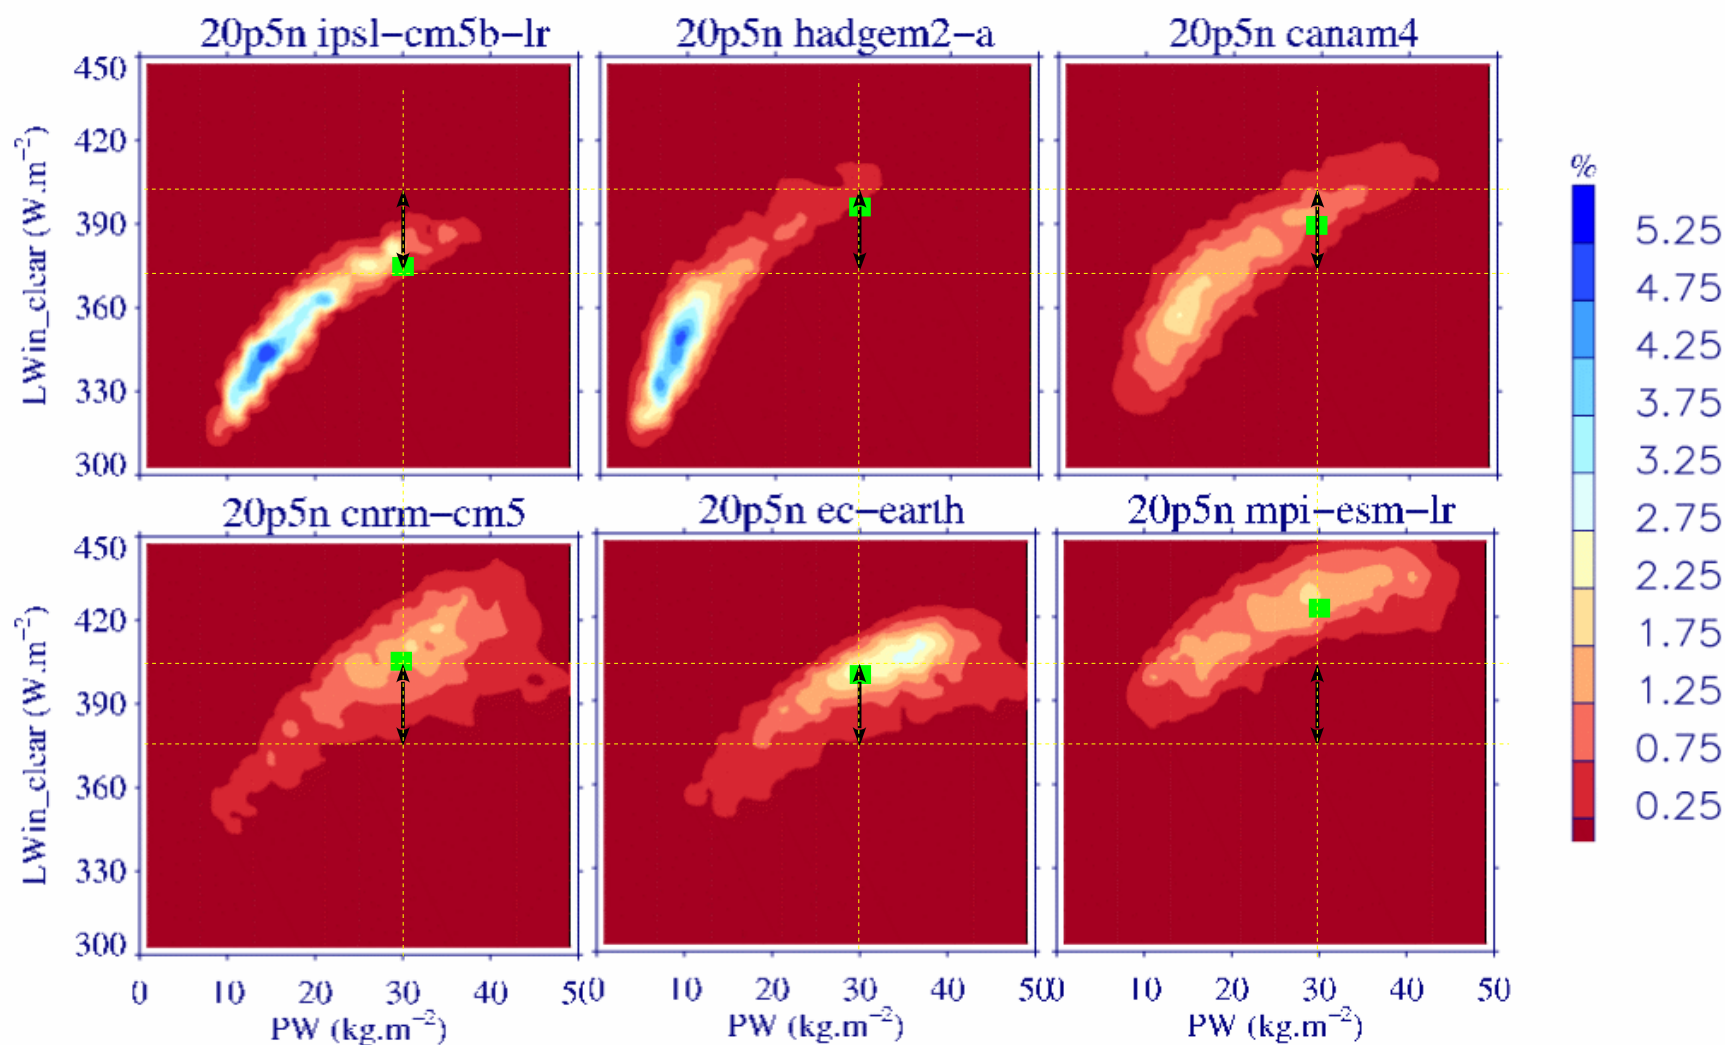 20p5n ipsl-cm5b-lr
20p5n hadgem2-a
20p5n canam4
LWin_clear (W.m⁻²)
450
420
390
360
330
300
20p5n cnrm-cm5
20p5n ec-earth
20p5n mpi-esm-lr
LWin_clear (W.m⁻²)
450
420
390
360
330
300
0 10 20 30 40 50
0 10 20 30 40 50
0 10 20 30 40 50
PW (kg.m⁻²)
PW (kg.m⁻²)
PW (kg.m⁻²)
%
5.25
4.75
4.25
3.75
3.25
2.75
2.25
1.75
1.25
0.75
0.25